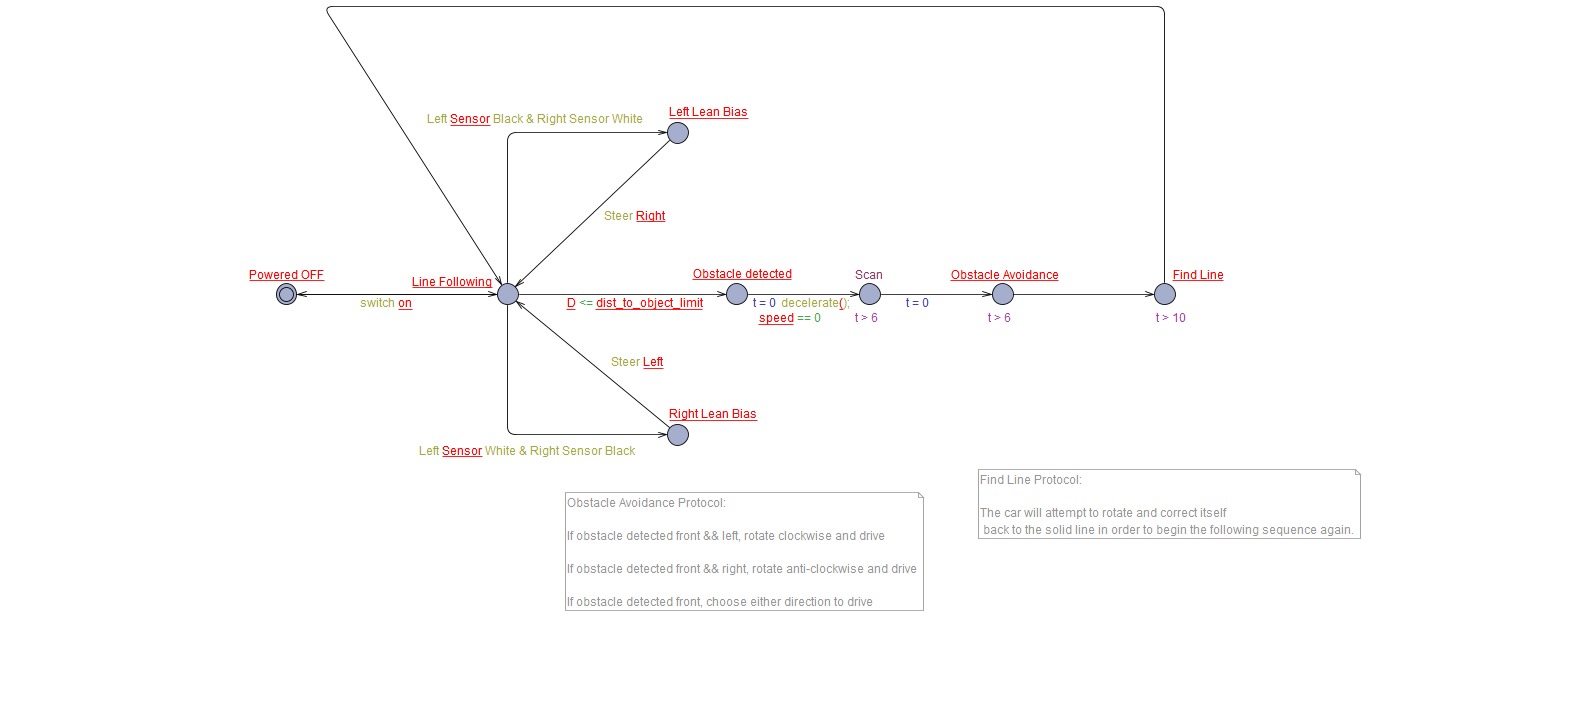 Left Lean Bias
Left Sensor Black & Right Sensor White
Steer Right
Powered OFF
Line Following
switch on
Obstacle detected
Scan
Obstacle Avoidance
Find Line
D <= dist_to_object_limit
t = 0 decelerate();
speed == 0
t > 6
t = 0
t > 6
t > 10
Steer Left
Right Lean Bias
Left Sensor White & Right Sensor Black
Obstacle Avoidance Protocol:
If obstacle detected front && left, rotate clockwise and drive
If obstacle detected front && right, rotate anti-clockwise and drive
If obstacle detected front, choose either direction to drive
Find Line Protocol:
The car will attempt to rotate and correct itself
back to the solid line in order to begin the following sequence again.